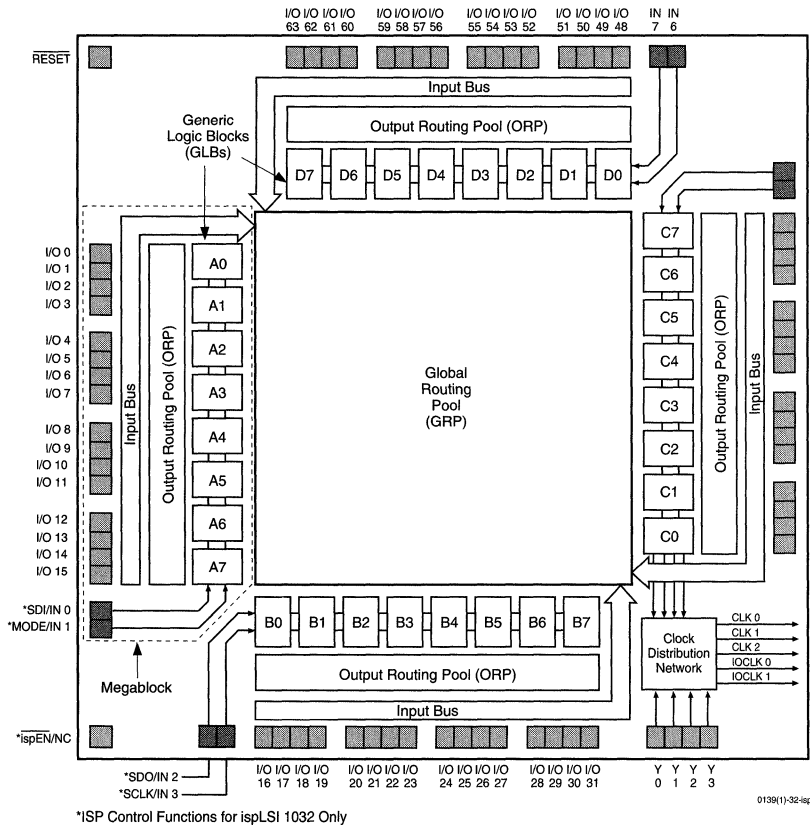 I/O I/O I/O I/O
63 62 61 60
I/O I/O I/O I/O
59 58 57 56
I/O I/O I/O I/O
55 54 53 52
I/O I/O I/O I/O
51 50 49 48
IN IN
7 6
RESET
Input Bus
Output Routing Pool (ORP)
Generic
Logic Blocks
(GLBs)
D7 D6 D5 D4 D3 D2 D1 D0
I/O 0
I/O 1
I/O 2
I/O 3
I/O 4
I/O 5
I/O 6
I/O 7
I/O 8
I/O 9
I/O 10
I/O 11
I/O 12
I/O 13
I/O 14
I/O 15
*SDI/IN 0
*MODE/IN 1
Input Bus
Output Routing Pool (ORP)
A0
A1
A2
A3
A4
A5
A6
A7
Global
Routing
Pool
(GRP)
C7
C6
C5
C4
C3
C2
C1
C0
Output Routing Pool (ORP)
Input Bus
B0 B1 B2 B3 B4 B5 B6 B7
Output Routing Pool (ORP)
Input Bus
Clock
Distribution
Network
CLK 0
CLK 1
CLK 2
IOCLK 0
IOCLK 1
Megablock
*ispEN/NC
*SDO/IN 2
*SCLK/IN 3
I/O I/O I/O I/O
16 17 18 19
I/O I/O I/O I/O
20 21 22 23
I/O I/O I/O I/O
24 25 26 27
I/O I/O I/O I/O
28 29 30 31
Y Y Y Y
0 1 2 3
0139(1)-32-isp
*ISP Control Functions for ispLSI 1032 Only